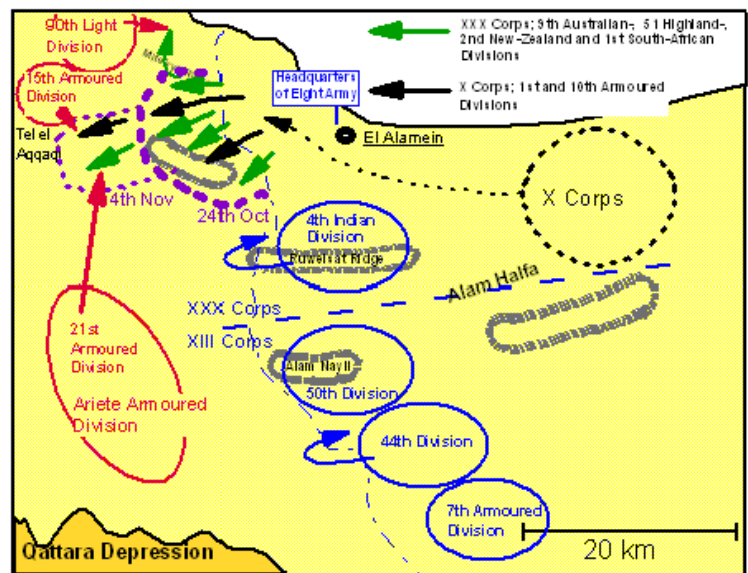 90th Light
Division
XXX Corps; 9th Australian-, 51 Highland-,
2nd New-Zealand and 1st South-African
Divisions
15th Armoured
Division
Headquarters
of Eight Army
X Corps; 1st and 10th Armoured
Divisions
Tel el
Aqqaqi
El Alamein
4th Nov
24th Oct
X Corps
4th Indian
Division
Ruweisat Ridge
Alam Halfa
XXX Corps
XIII Corps
21st
Armoured
Division
Alam Nayil
50th Division
Ariete Armoured
Division
44th Division
7th Armoured
Division
20 km
Qattara Depression